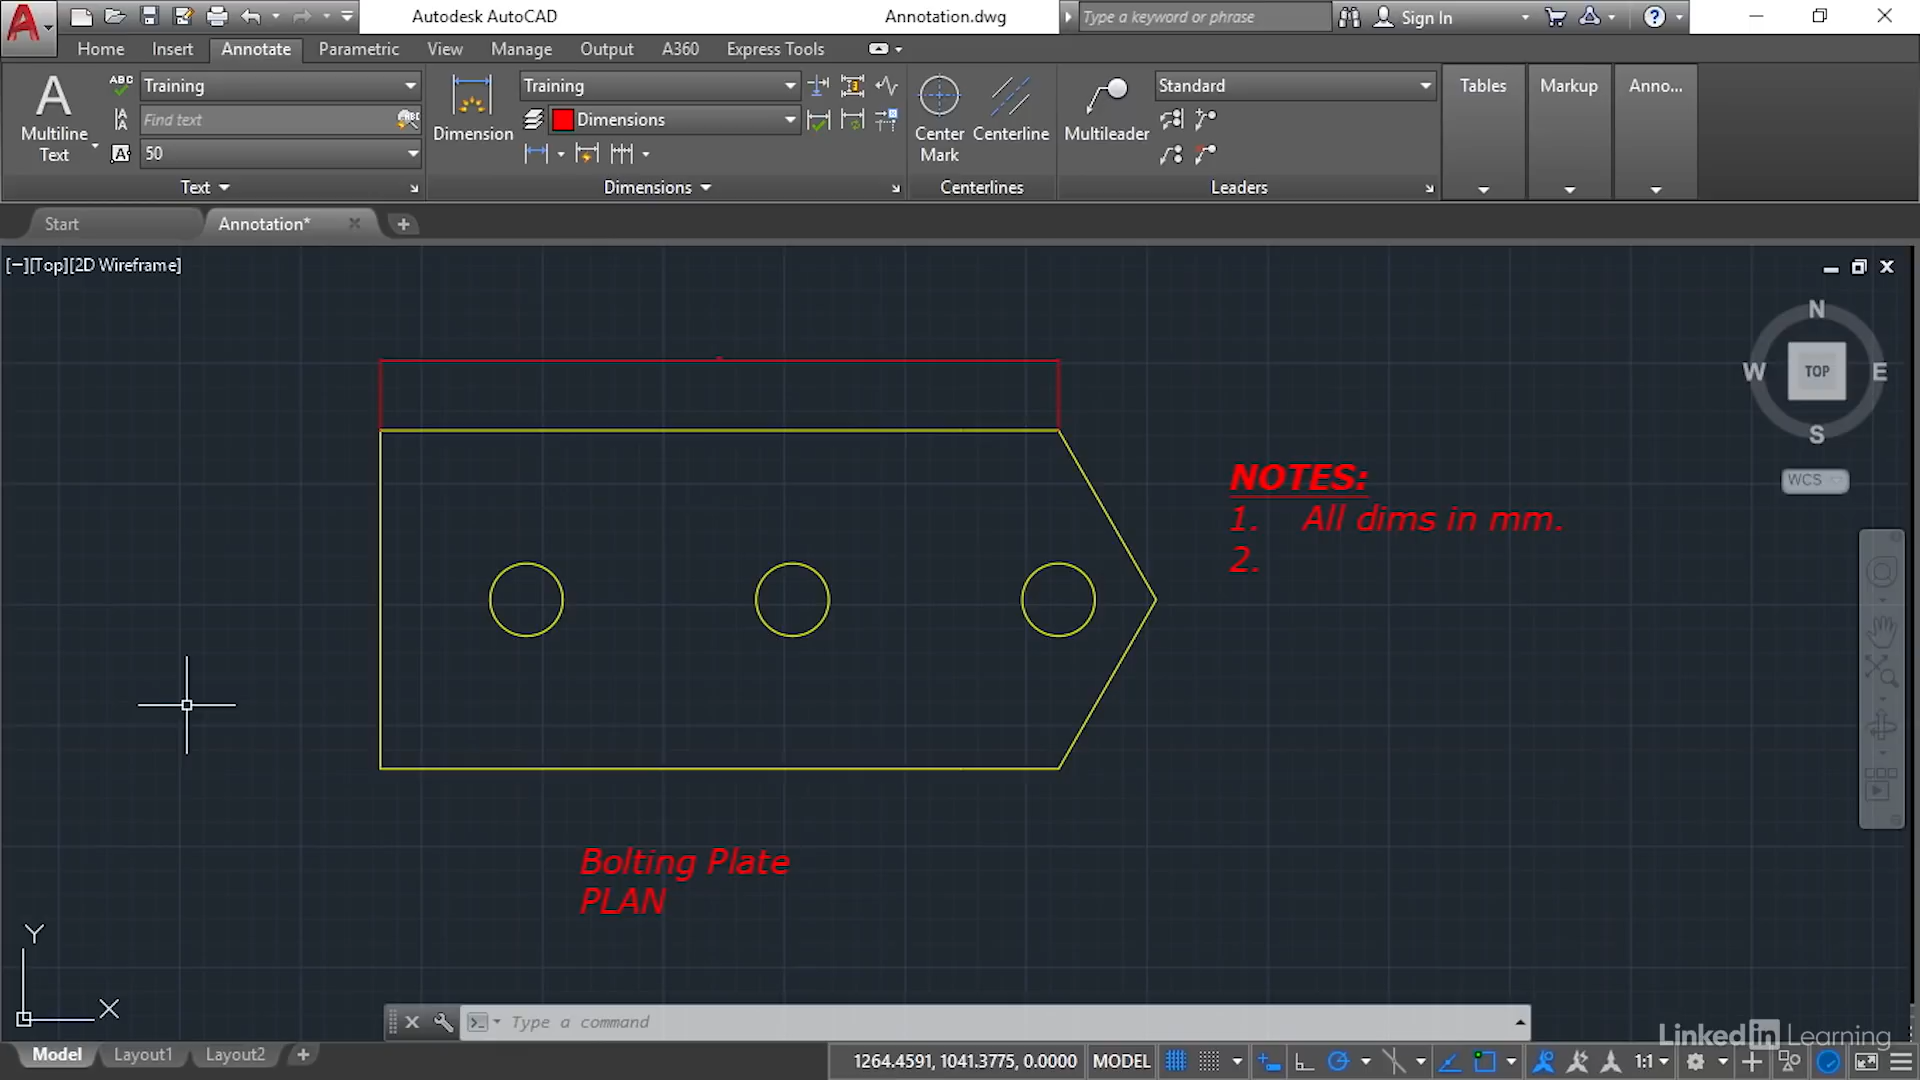 Autodesk AutoCAD
Annotation.dwg
Type a keyword or phrase
Sign In
Home
Insert
Annotate
Parametric
View
Manage
Output
A360
Express Tools
A
Multiline
Text
ABC
Training
Find text
50
Text
Dimension
Training
Dimensions
Dimensions
Center
Mark
Centerline
Centerlines
Multileader
Standard
Leaders
Tables
Markup
Anno...
Start
Annotation*
[−][Top][2D Wireframe]
N
W
TOP
E
S
WCS
NOTES:
1. All dims in mm.
2.
Bolting Plate
PLAN
Y
X
Type a command
Linked in Learning
Model
Layout1
Layout2
1264.4591, 1041.3775, 0.0000
MODEL
1:1